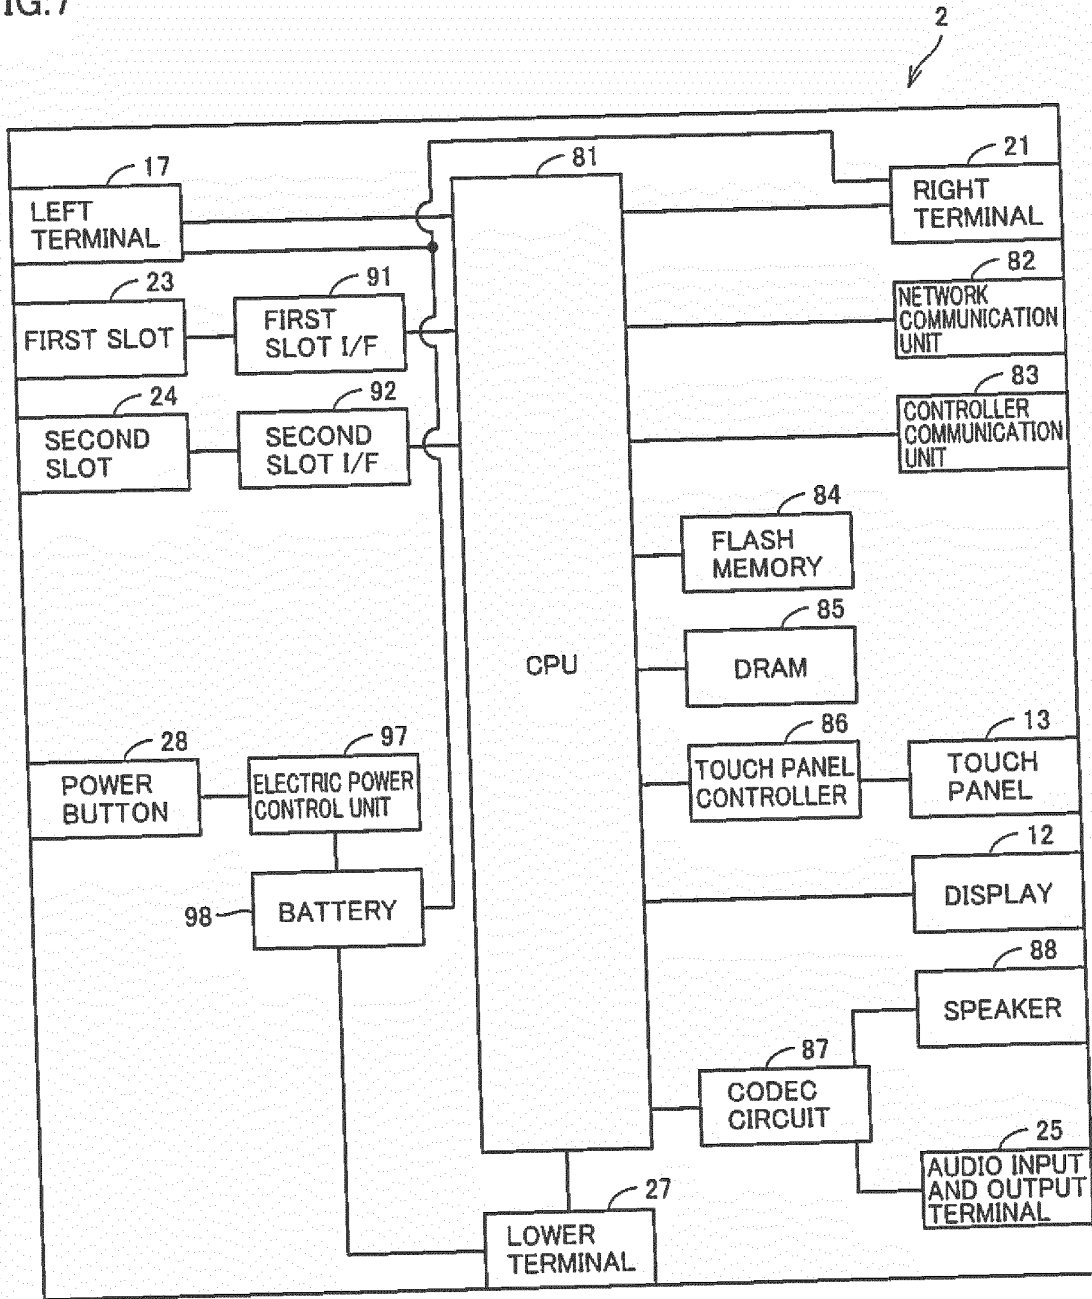 FIG.7
2
17
LEFT
TERMINAL
81
21
RIGHT
TERMINAL
23
FIRST SLOT
91
FIRST
SLOT I/F
82
NETWORK
COMMUNICATION
UNIT
24
SECOND
SLOT
92
SECOND
SLOT I/F
83
CONTROLLER
COMMUNICATION
UNIT
84
FLASH
MEMORY
85
DRAM
CPU
28
POWER
BUTTON
97
ELECTRIC POWER
CONTROL UNIT
86
TOUCH PANEL
CONTROLLER
13
TOUCH
PANEL
98
BATTERY
12
DISPLAY
88
SPEAKER
87
CODEC
CIRCUIT
25
AUDIO INPUT
AND OUTPUT
TERMINAL
27
LOWER
TERMINAL